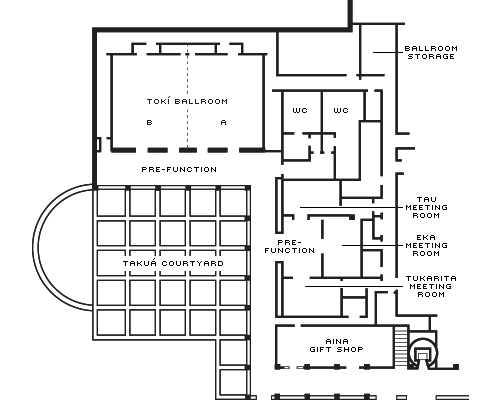 BALLROOM
STORAGE
TOKÍ BALLROOM
WC
WC
B
A
PRE-FUNCTION
TAU
MEETING
ROOM
PRE-
FUNCTION
EKA
MEETING
ROOM
TAKUÁ COURTYARD
TUKARITA
MEETING
ROOM
AINA
GIFT SHOP